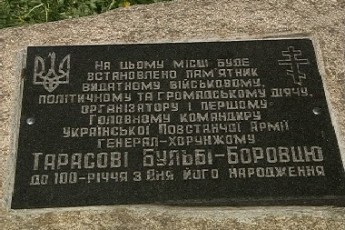 НА ЦЬОМУ МІСЦІ БУДЕ
ВСТАНОВЛЕНО ПАМ'ЯТНИК
ВИДАТНОМУ ВІЙСЬКОВОМУ,
ПОЛІТИЧНОМУ ТА ГРОМАДСЬКОМУ ДІЯЧУ,
ОРГАНІЗАТОРУ І ПЕРШОМУ
ГОЛОВНОМУ КОМАНДИРУ
УКРАЇНСЬКОЇ ПОВСТАНЧОЇ АРМІЇ
ГЕНЕРАЛ-ХОРУНЖОМУ
ТАРАСОВІ БУЛЬБІ-БОРОВЦЮ
ДО 100-РІЧЧЯ З ДНЯ ЙОГО НАРОДЖЕННЯ